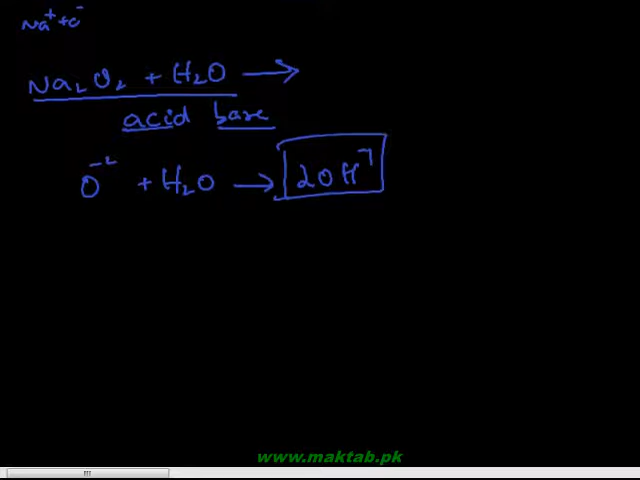 Na⁺ + e⁻
Na₂O₂ + H₂O →
acid base
O⁻² + H₂O → 2OH⁻
www.maktab.pk